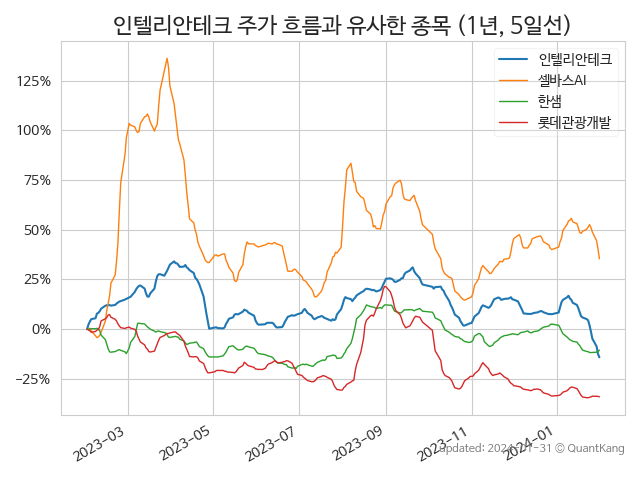 인텔리안테크 주가 흐름과 유사한 종목 (1년, 5일선)
인텔리안테크
셀바스AI
한샘
롯데관광개발
125%
100%
75%
50%
25%
0%
−25%
2023-03
2023-05
2023-07
2023-09
2023-11
2024-01
Updated: 2024-01-31 © QuantKang